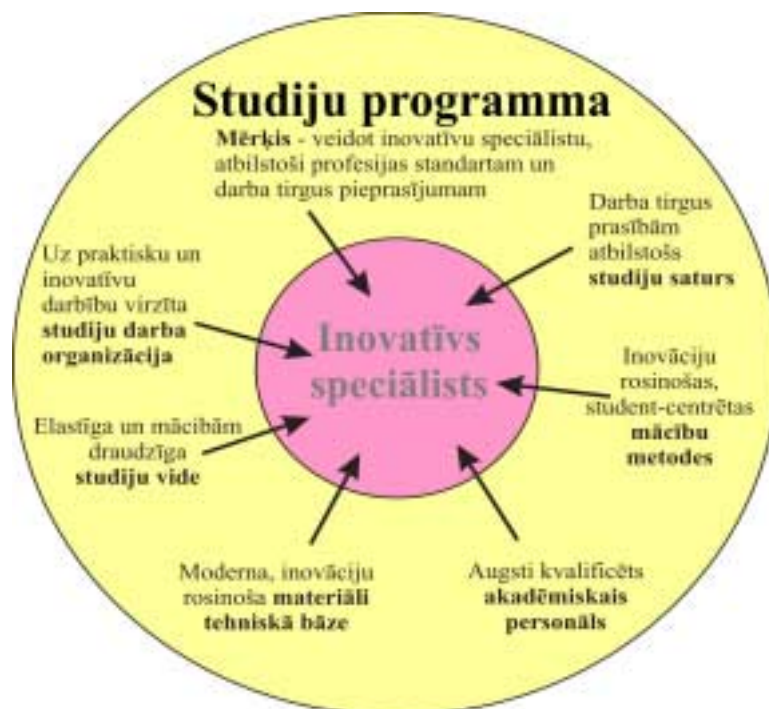 Studiju programma
Mērķis - veidot inovatīvu speciālistu,
atbilstoši profesijas standartam un
darba tirgus pieprasījumam
Darba tirgus
prasībām
atbilstošs
studiju saturs
Inovāciju
rosinošas,
student-centrētas
mācību
metodes
Augsti kvalificēts
akadēmiskais
personāls
Moderna, inovāciju
rosinoša materiāli
tehniskā bāze
Elastīga un mācībām
draudzīga
studiju vide
Uz praktisku un
inovatīvu
darbību virzīta
studiju darba
organizācija
Inovatīvs
speciālists